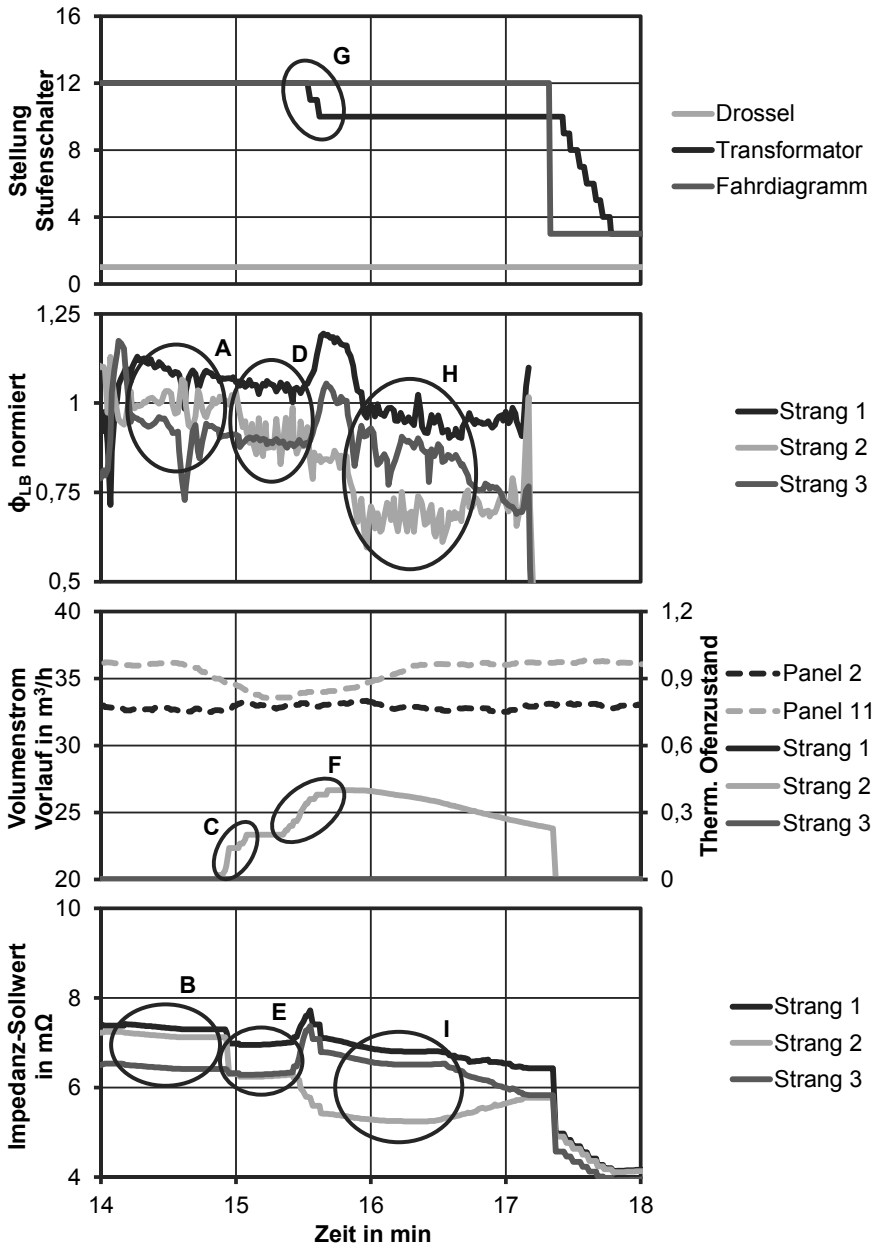 Stellung
Stufenschalter
16
12
8
4
0
G
Drossel
Transformator
Fahrdiagramm
ϕLB normiert
1,25
1
0,75
0,5
A
D
H
Strang 1
Strang 2
Strang 3
Volumenstrom
Vorlauf in m³/h
40
35
30
25
20
C
F
1,2
0,9
0,6
0,3
0
Therm. Ofenzustand
Panel 2
Panel 11
Strang 1
Strang 2
Strang 3
Impedanz-Sollwert
in mΩ
10
8
6
4
B
E
I
Strang 1
Strang 2
Strang 3
14
15
16
17
18
Zeit in min